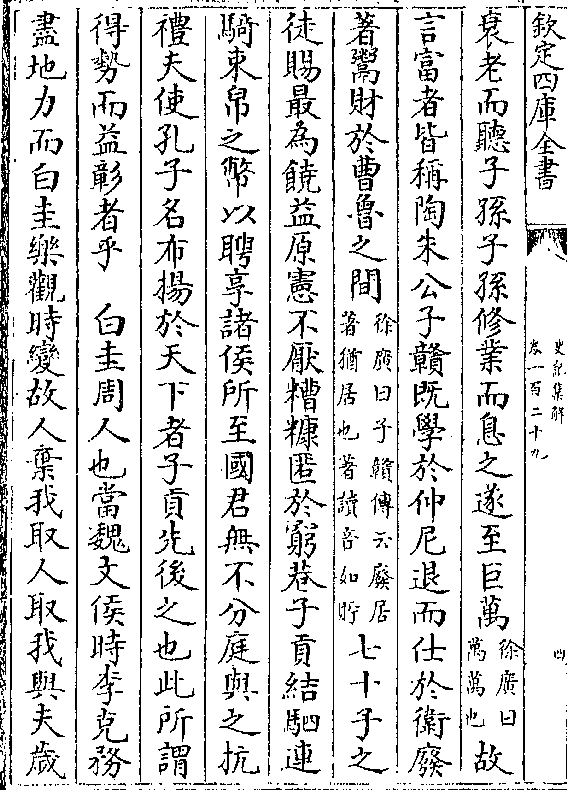 欽定四庫全書
史記集解
卷一百二十九
四
衰老而聽子孫子孫修業而息之遂至巨萬徐廣曰萬萬也故
言富者皆稱陶朱公子贛既學於仲尼退而仕於衛廢
著鬻財於曹魯之間徐廣曰子贛傳云廢居著猶居也著讀音如貯七十子之
徒賜最為饒益原憲不厭糟糠匿於窮巷子貢結駟連
騎束帛之幣以聘享諸侯所至國君無不分庭與之抗
禮夫使孔子名布揚於天下者子貢先後之也此所謂
得勢而益彰者乎 白圭周人也當魏文侯時李克務
盡地力而白圭樂觀時變故人棄我取人取我與夫歲